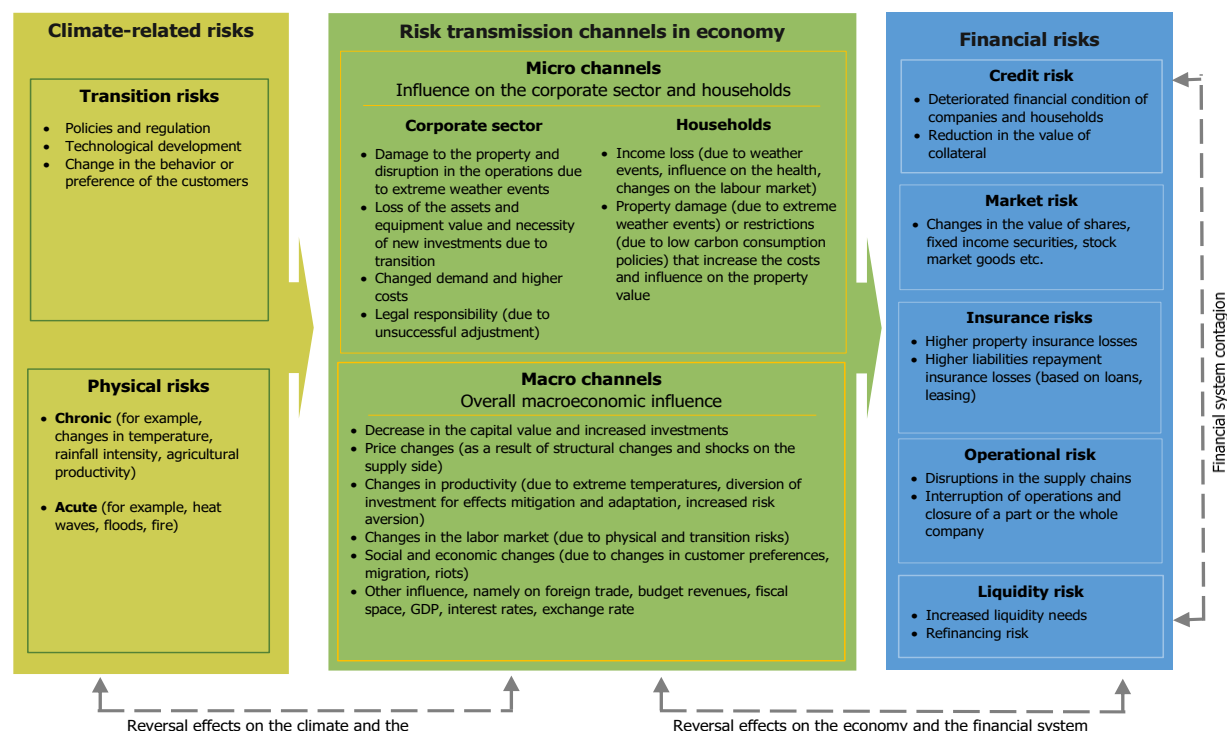 Climate-related risks
Transition risks
• Policies and regulation
• Technological development
• Change in the behavior or
preference of the customers
Physical risks
• Chronic (for example,
changes in temperature,
rainfall intensity, agricultural
productivity)
• Acute (for example, heat
waves, floods, fire)
Risk transmission channels in economy
Micro channels
Influence on the corporate sector and households
Corporate sector
• Damage to the property and
disruption in the operations due
to extreme weather events
• Loss of the assets and
equipment value and necessity
of new investments due to
transition
• Changed demand and higher
costs
• Legal responsibility (due to
unsuccessful adjustment)
Households
• Income loss (due to weather
events, influence on the health,
changes on the labour market)
• Property damage (due to extreme
weather events) or restrictions
(due to low carbon consumption
policies) that increase the costs
and influence on the property
value
Macro channels
Overall macroeconomic influence
• Decrease in the capital value and increased investments
• Price changes (as a result of structural changes and shocks on the
supply side)
• Changes in productivity (due to extreme temperatures, diversion of
investment for effects mitigation and adaptation, increased risk
aversion)
• Changes in the labor market (due to physical and transition risks)
• Social and economic changes (due to changes in customer preferences,
migration, riots)
• Other influence, namely on foreign trade, budget revenues, fiscal
space, GDP, interest rates, exchange rate
Financial risks
Credit risk
• Deteriorated financial condition of
companies and households
• Reduction in the value of
collateral
Market risk
• Changes in the value of shares,
fixed income securities, stock
market goods etc.
Insurance risks
• Higher property insurance losses
• Higher liabilities repayment
insurance losses (based on loans,
leasing)
Operational risk
• Disruptions in the supply chains
• Interruption of operations and
closure of a part or the whole
company
Liquidity risk
• Increased liquidity needs
• Refinancing risk
Financial system contagion
Reversal effects on the climate and the
Reversal effects on the economy and the financial system